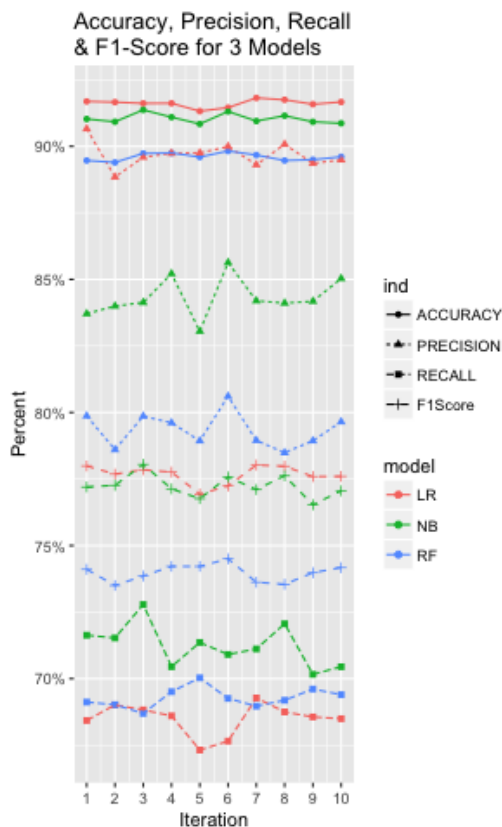 Accuracy, Precision, Recall
& F1-Score for 3 Models
90%
85%
80%
75%
70%
Percent
1 2 3 4 5 6 7 8 9 10
Iteration
ind
ACCURACY
PRECISION
RECALL
F1Score
model
LR
NB
RF